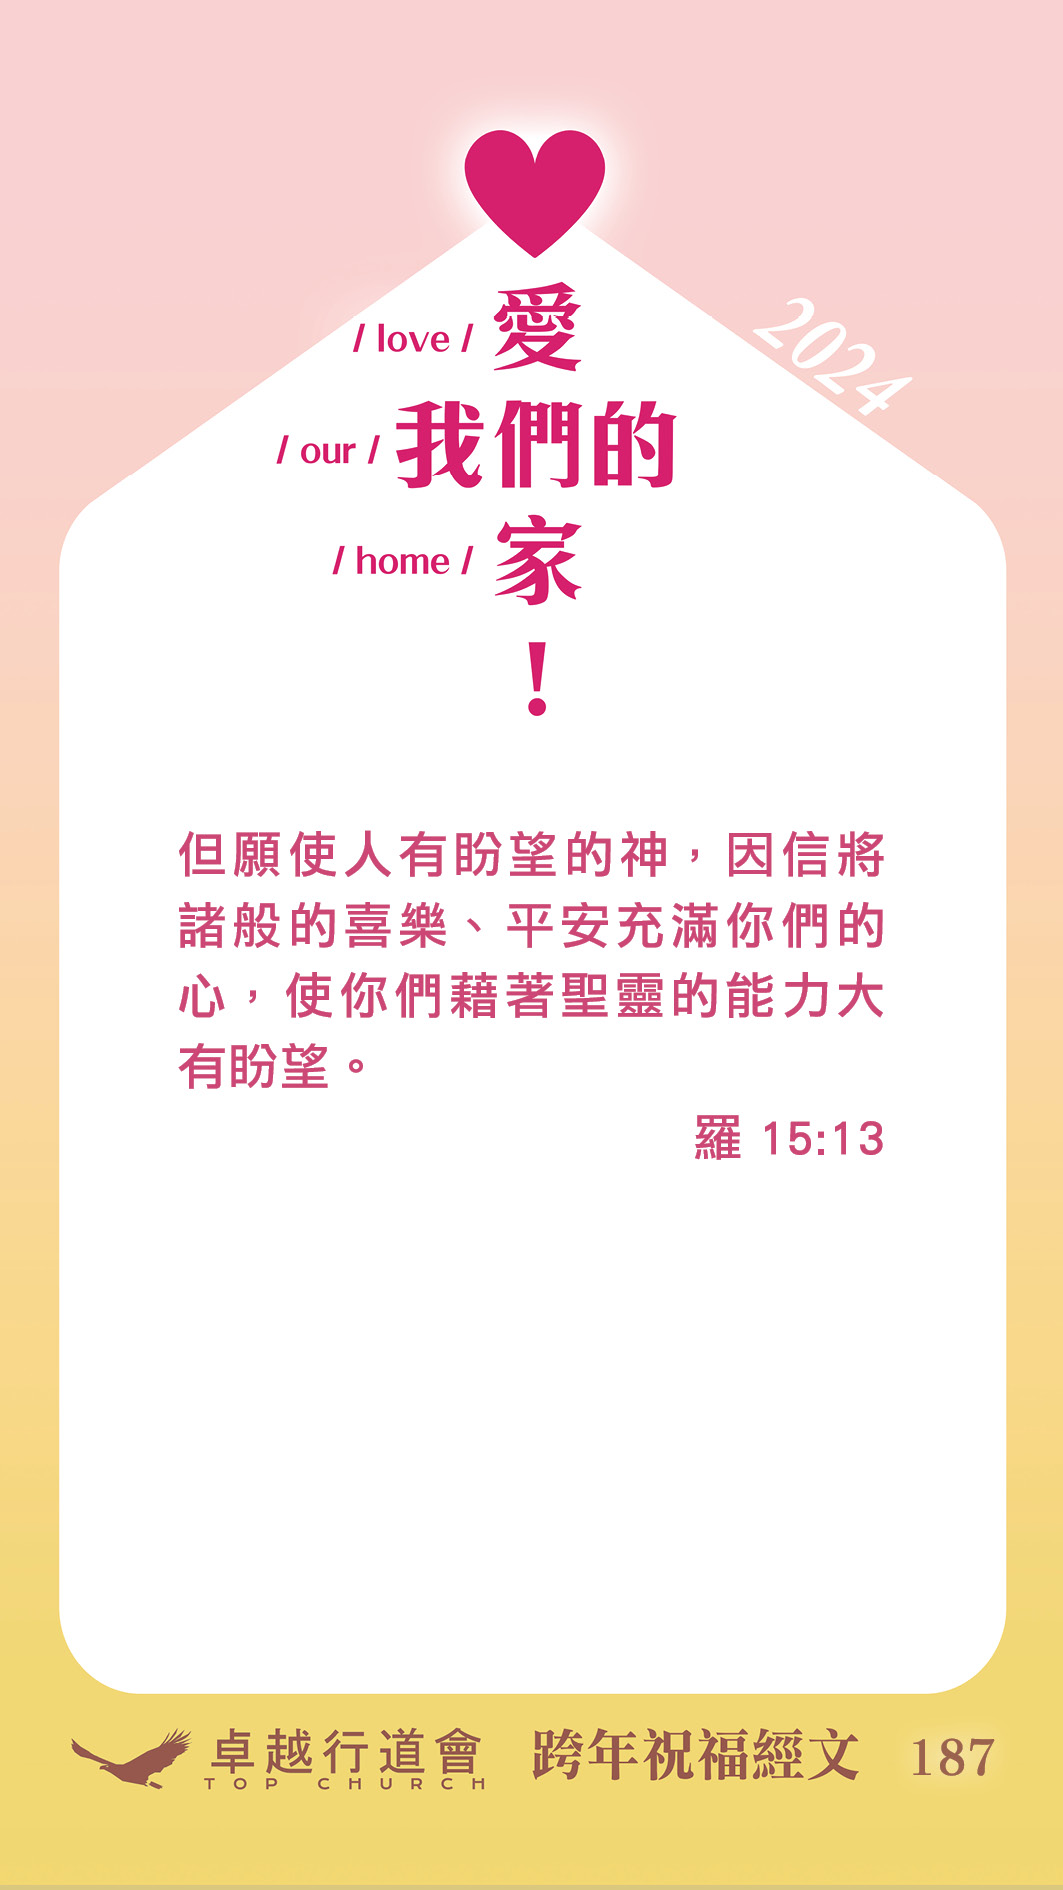 / love / 愛
2024
/ our / 我們的
/ home / 家
!
但願使人有盼望的神，因信將
諸般的喜樂、平安充滿你們的
心，使你們藉著聖靈的能力大
有盼望。
羅 15:13
卓越行道會
TOP CHURCH
跨年祝福經文 187